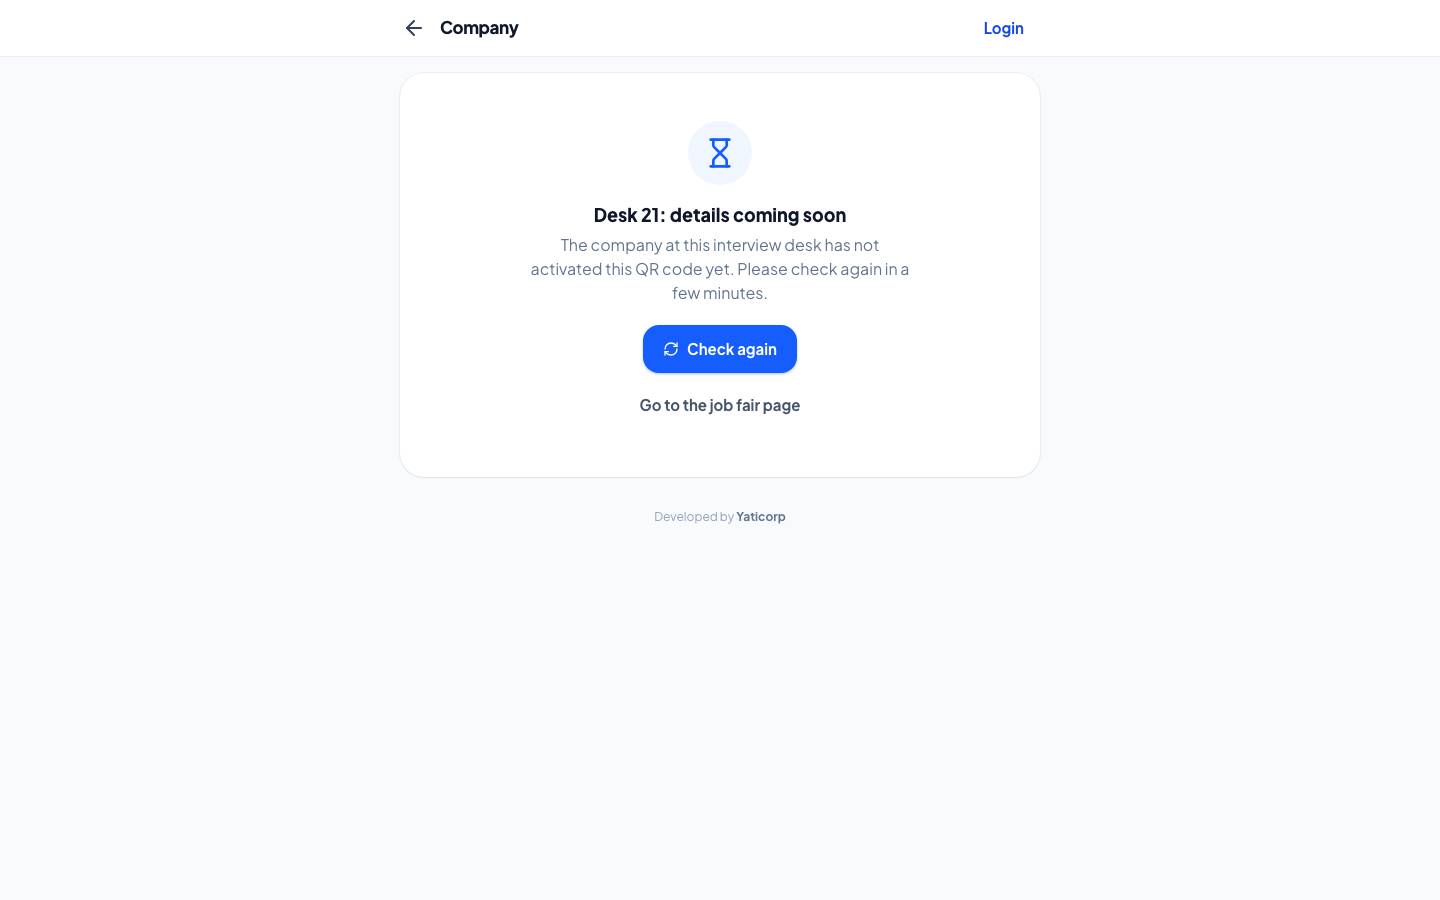 Company
Login
Desk 21: details coming soon
The company at this interview desk has not
activated this QR code yet. Please check again in a
few minutes.
Check again
Go to the job fair page
Developed by Yaticorp